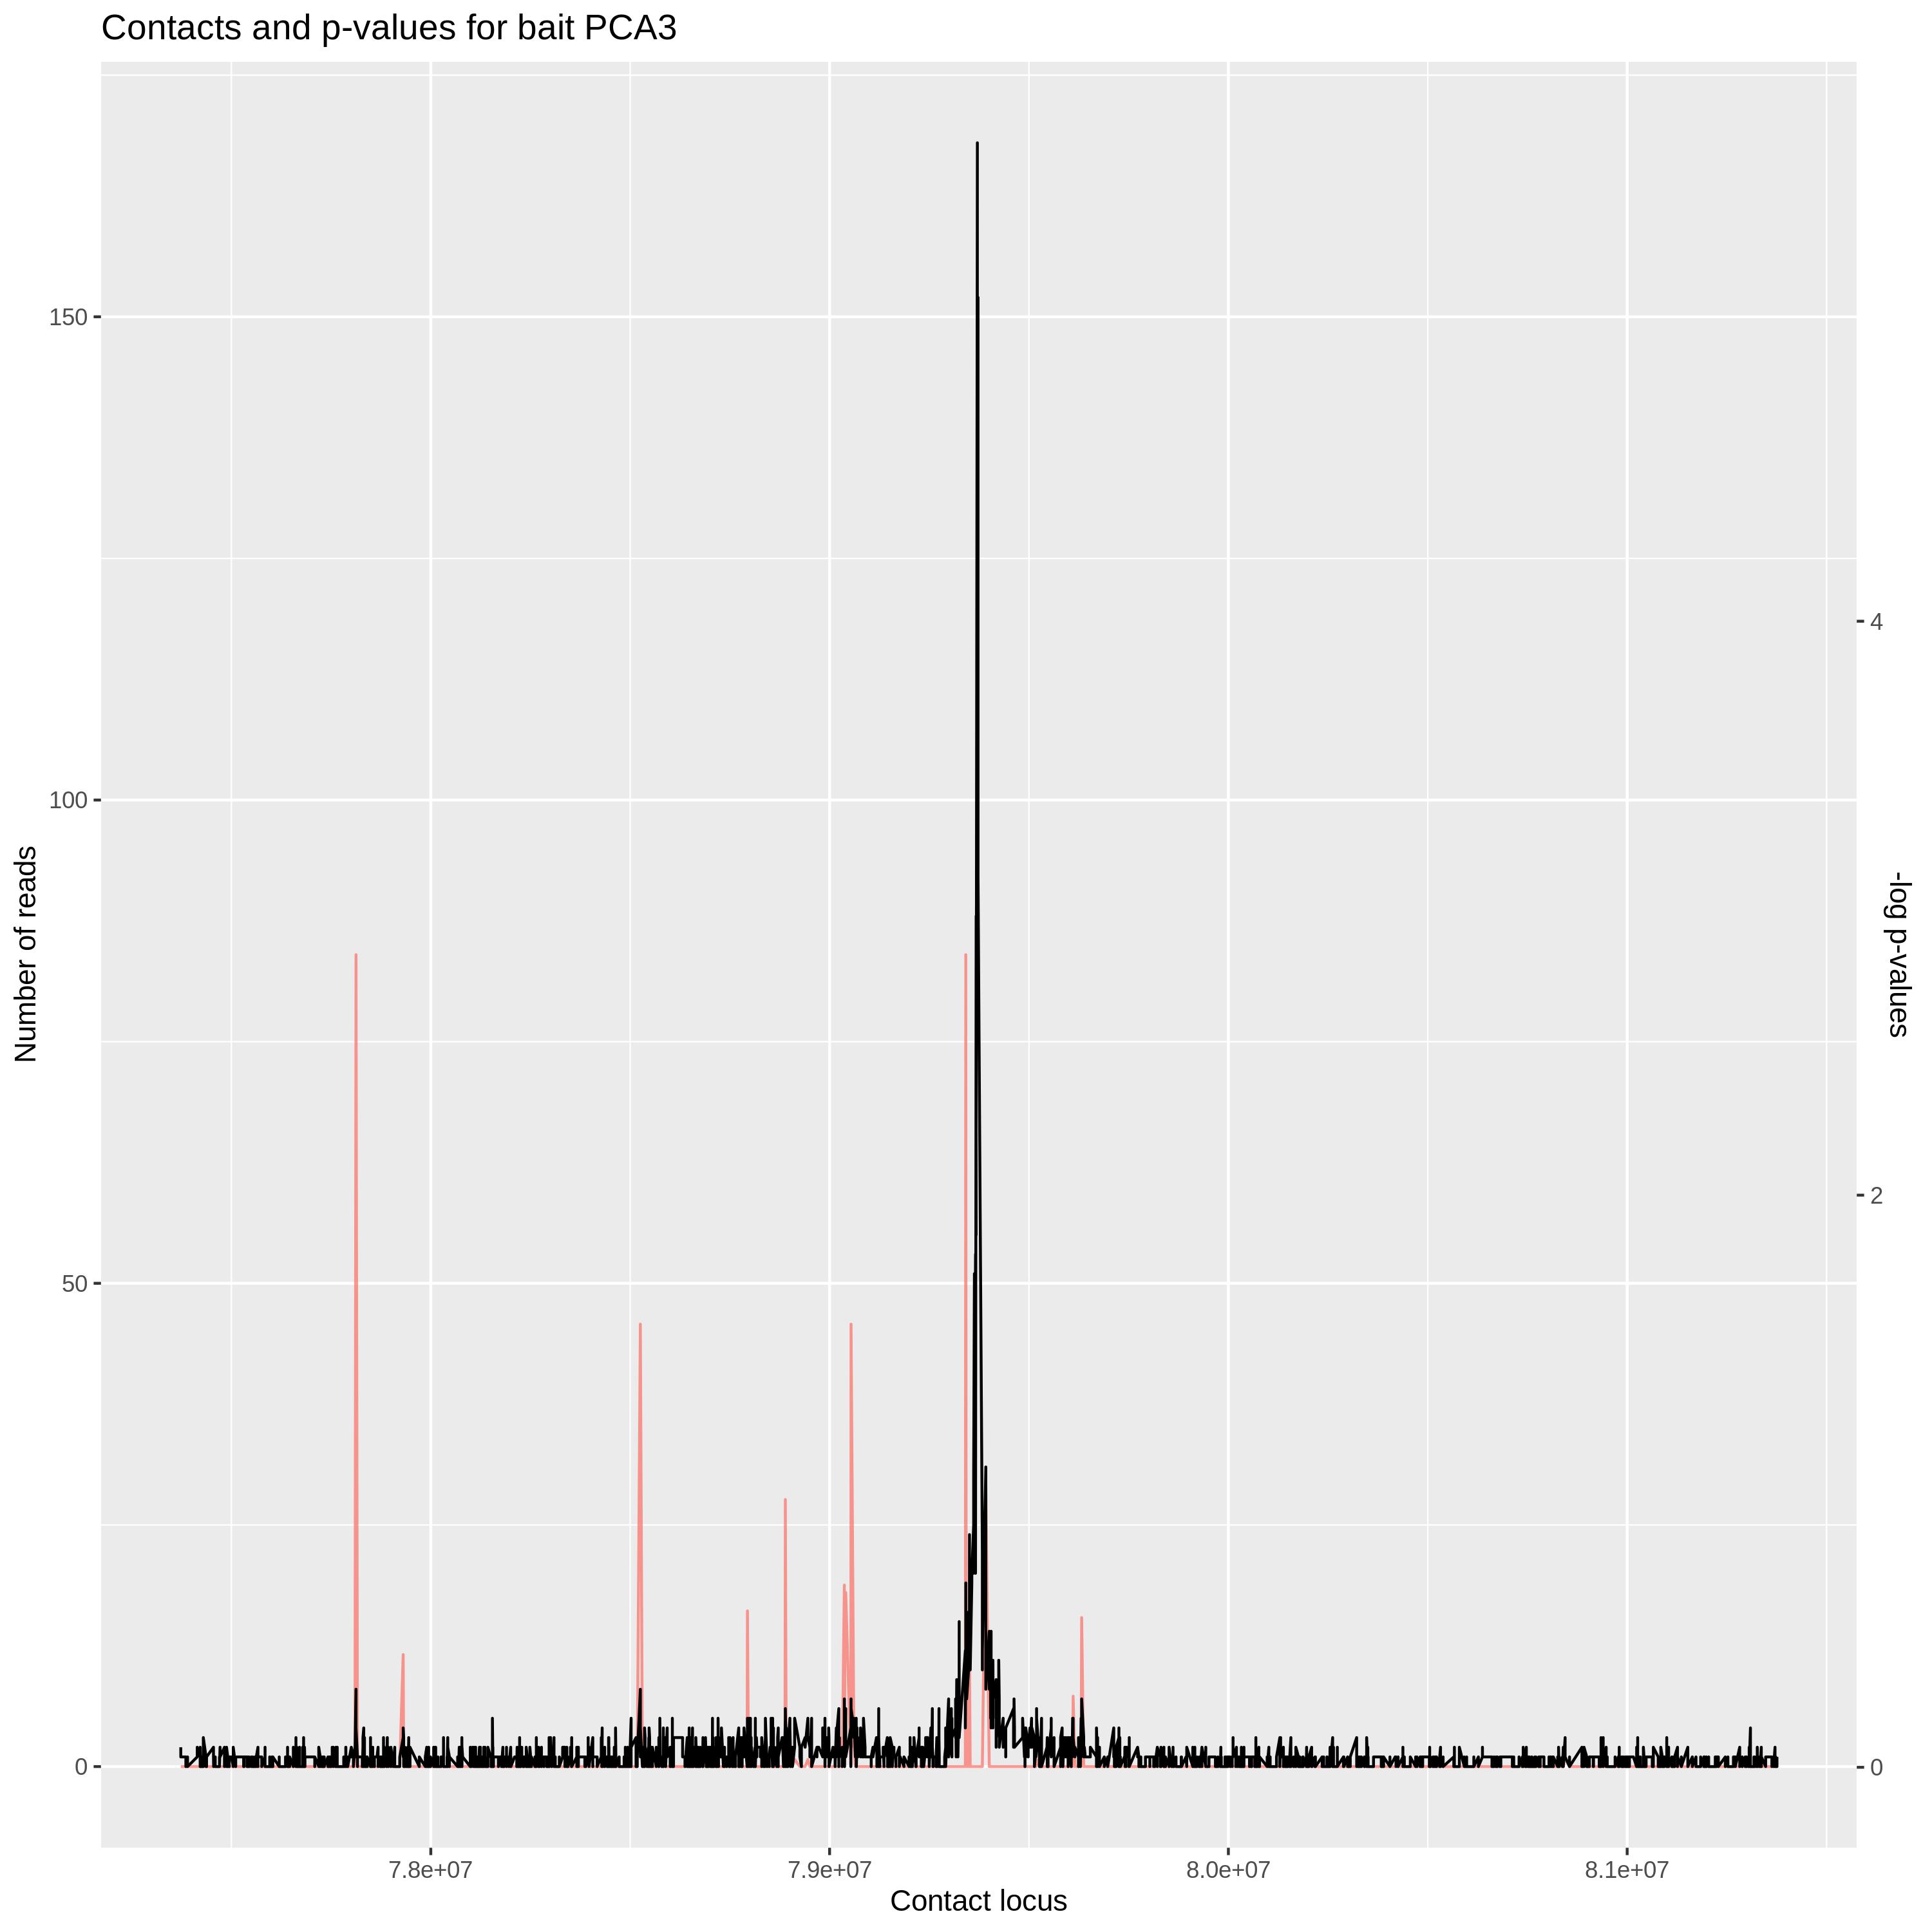 Contacts and p-values for bait PCA3
Number of reads
150
100
50
0
4
2
0
-log p-values
7.8e+07
7.9e+07
8.0e+07
8.1e+07
Contact locus